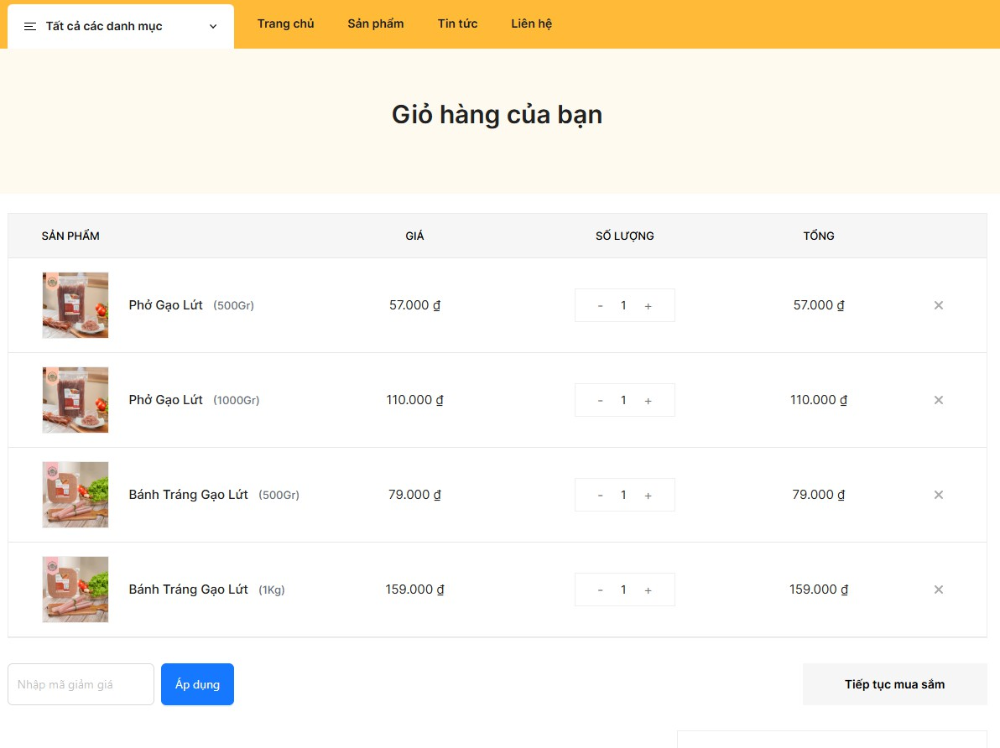 Tất cả các danh mục Trang chủ Sản phẩm Tin tức Liên hệ
Giỏ hàng của bạn
SẢN PHẨM GIÁ SỐ LƯỢNG TỔNG
Phở Gạo Lứt (500Gr) 57.000 ₫ - 1 + 57.000 ₫ ×
Phở Gạo Lứt (1000Gr) 110.000 ₫ - 1 + 110.000 ₫ ×
Bánh Tráng Gạo Lứt (500Gr) 79.000 ₫ - 1 + 79.000 ₫ ×
Bánh Tráng Gạo Lứt (1Kg) 159.000 ₫ - 1 + 159.000 ₫ ×
Nhập mã giảm giá Áp dụng Tiếp tục mua sắm